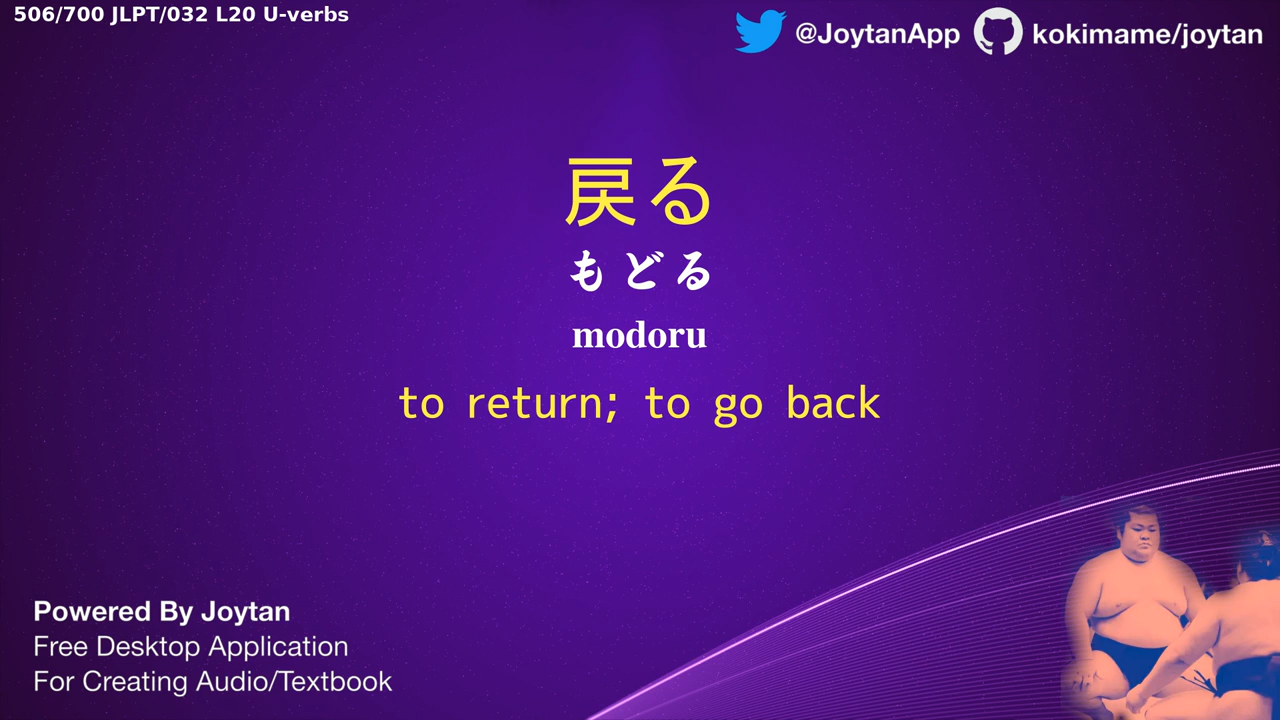 506/700 JLPT/032 L20 U-verbs
@JoytanApp kokimame/joytan
戻る
もどる
modoru
to return; to go back
Powered By Joytan
Free Desktop Application
For Creating Audio/Textbook